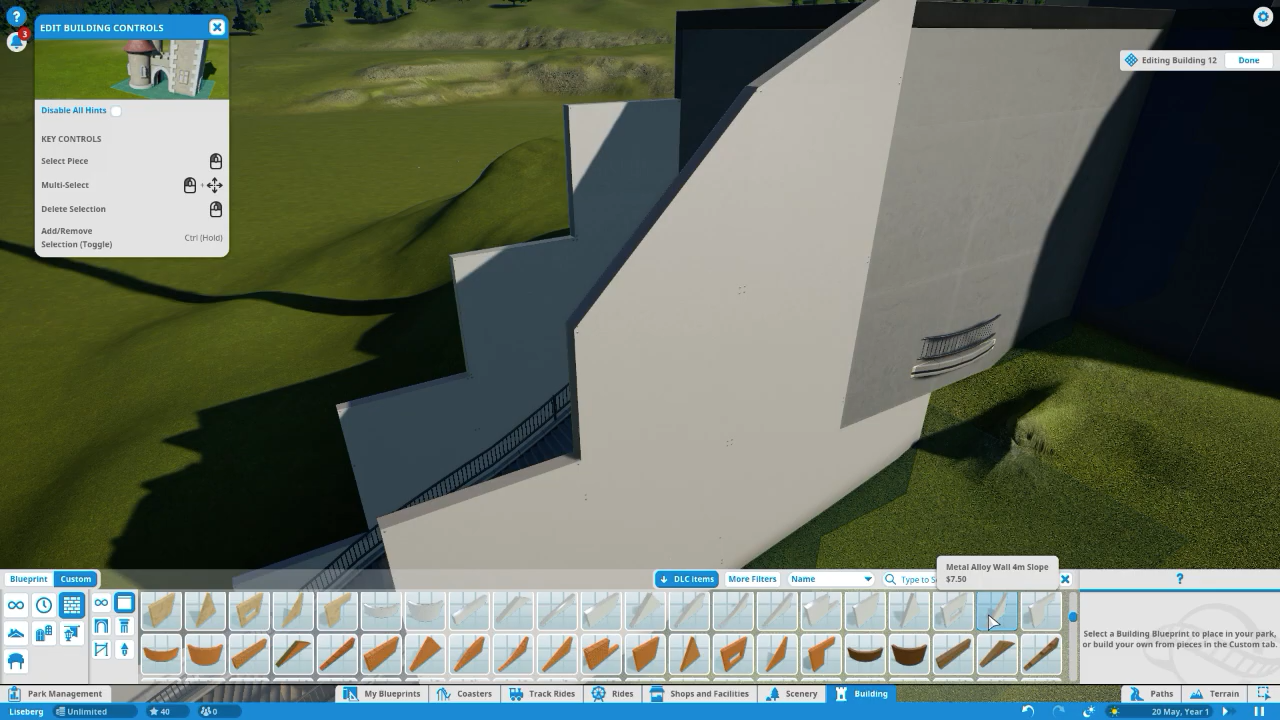 ?
3
EDIT BUILDING CONTROLS
Disable All Hints
KEY CONTROLS
Select Piece
Multi-Select
+
Delete Selection
Add/Remove
Selection (Toggle)
Ctrl (Hold)
Editing Building 12
Done
Metal Alloy Wall 4m Slope
$7.50
Blueprint
Custom
DLC items
More Filters
Name
Type to S
?
Select a Building Blueprint to place in your park,
or build your own from pieces in the Custom tab.
Park Management
My Blueprints
Coasters
Track Rides
Rides
Shops and Facilities
Scenery
Building
Paths
Terrain
Liseberg
Unlimited
40
0
20 May, Year 1